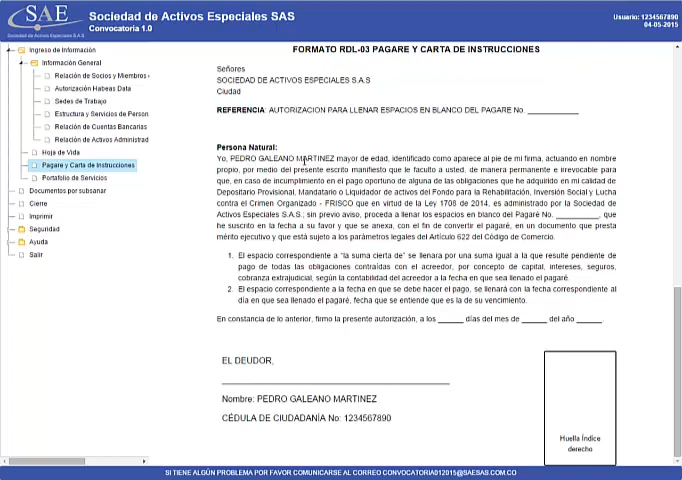 SAE
Sociedad de Activos Especiales S.A.S
Sociedad de Activos Especiales SAS
Convocatoria 1.0
Usuario: 1234567890
04-05-2015
Ingreso de Información
Información General
Relación de Socios y Miembros
Autorización Habeas Data
Sedes de Trabajo
Estructura y Servicios de Person
Relación de Cuentas Bancarias
Relación de Activos Administrad
Hoja de Vida
Pagare y Carta de Instrucciones
Portafolio de Servicios
Documentos por subsanar
Cierre
Imprimir
Seguridad
Ayuda
Salir
FORMATO RDL-03 PAGARE Y CARTA DE INSTRUCCIONES
Señores
SOCIEDAD DE ACTIVOS ESPECIALES S.A.S
Ciudad
REFERENCIA: AUTORIZACION PARA LLENAR ESPACIOS EN BLANCO DEL PAGARE No. ____________
Persona Natural:
Yo, PEDRO GALEANO MARTINEZ mayor de edad, identificado como aparece al pie de mi firma, actuando en nombre
propio, por medio del presente escrito manifiesto que le faculto a usted, de manera permanente e irrevocable para
que, en caso de incumplimiento en el pago oportuno de alguna de las obligaciones que he adquirido en mi calidad de
Depositario Provisional, Mandatario o Liquidador de activos del Fondo para la Rehabilitación, Inversión Social y Lucha
contra el Crimen Organizado - FRISCO que en virtud de la Ley 1708 de 2014, es administrado por la Sociedad de
Activos Especiales S.A.S.; sin previo aviso, proceda a llenar los espacios en blanco del Pagaré No. __________, que
he suscrito en la fecha a su favor y que se anexa, con el fin de convertir el pagaré, en un documento que presta
mérito ejecutivo y que está sujeto a los parámetros legales del Artículo 622 del Código de Comercio.
1. El espacio correspondiente a "la suma cierta de" se llenara por una suma igual a la que resulte pendiente de
pago de todas las obligaciones contraídas con el acreedor, por concepto de capital, intereses, seguros,
cobranza extrajudicial, según la contabilidad del acreedor a la fecha en que sea llenado el pagaré.
2. El espacio correspondiente a la fecha en que se debe hacer el pago, se llenará con la fecha correspondiente al
día en que sea llenado el pagaré, fecha que se entiende que es la de su vencimiento.
En constancia de lo anterior, firmo la presente autorización, a los ______ días del mes de ______ del año ______.
EL DEUDOR,
Nombre: PEDRO GALEANO MARTINEZ
CÉDULA DE CIUDADANÍA No: 1234567890
Huella Índice
derecho
SI TIENE ALGÚN PROBLEMA POR FAVOR COMUNICARSE AL CORREO CONVOCATORIA012015@SAESAS.COM.CO